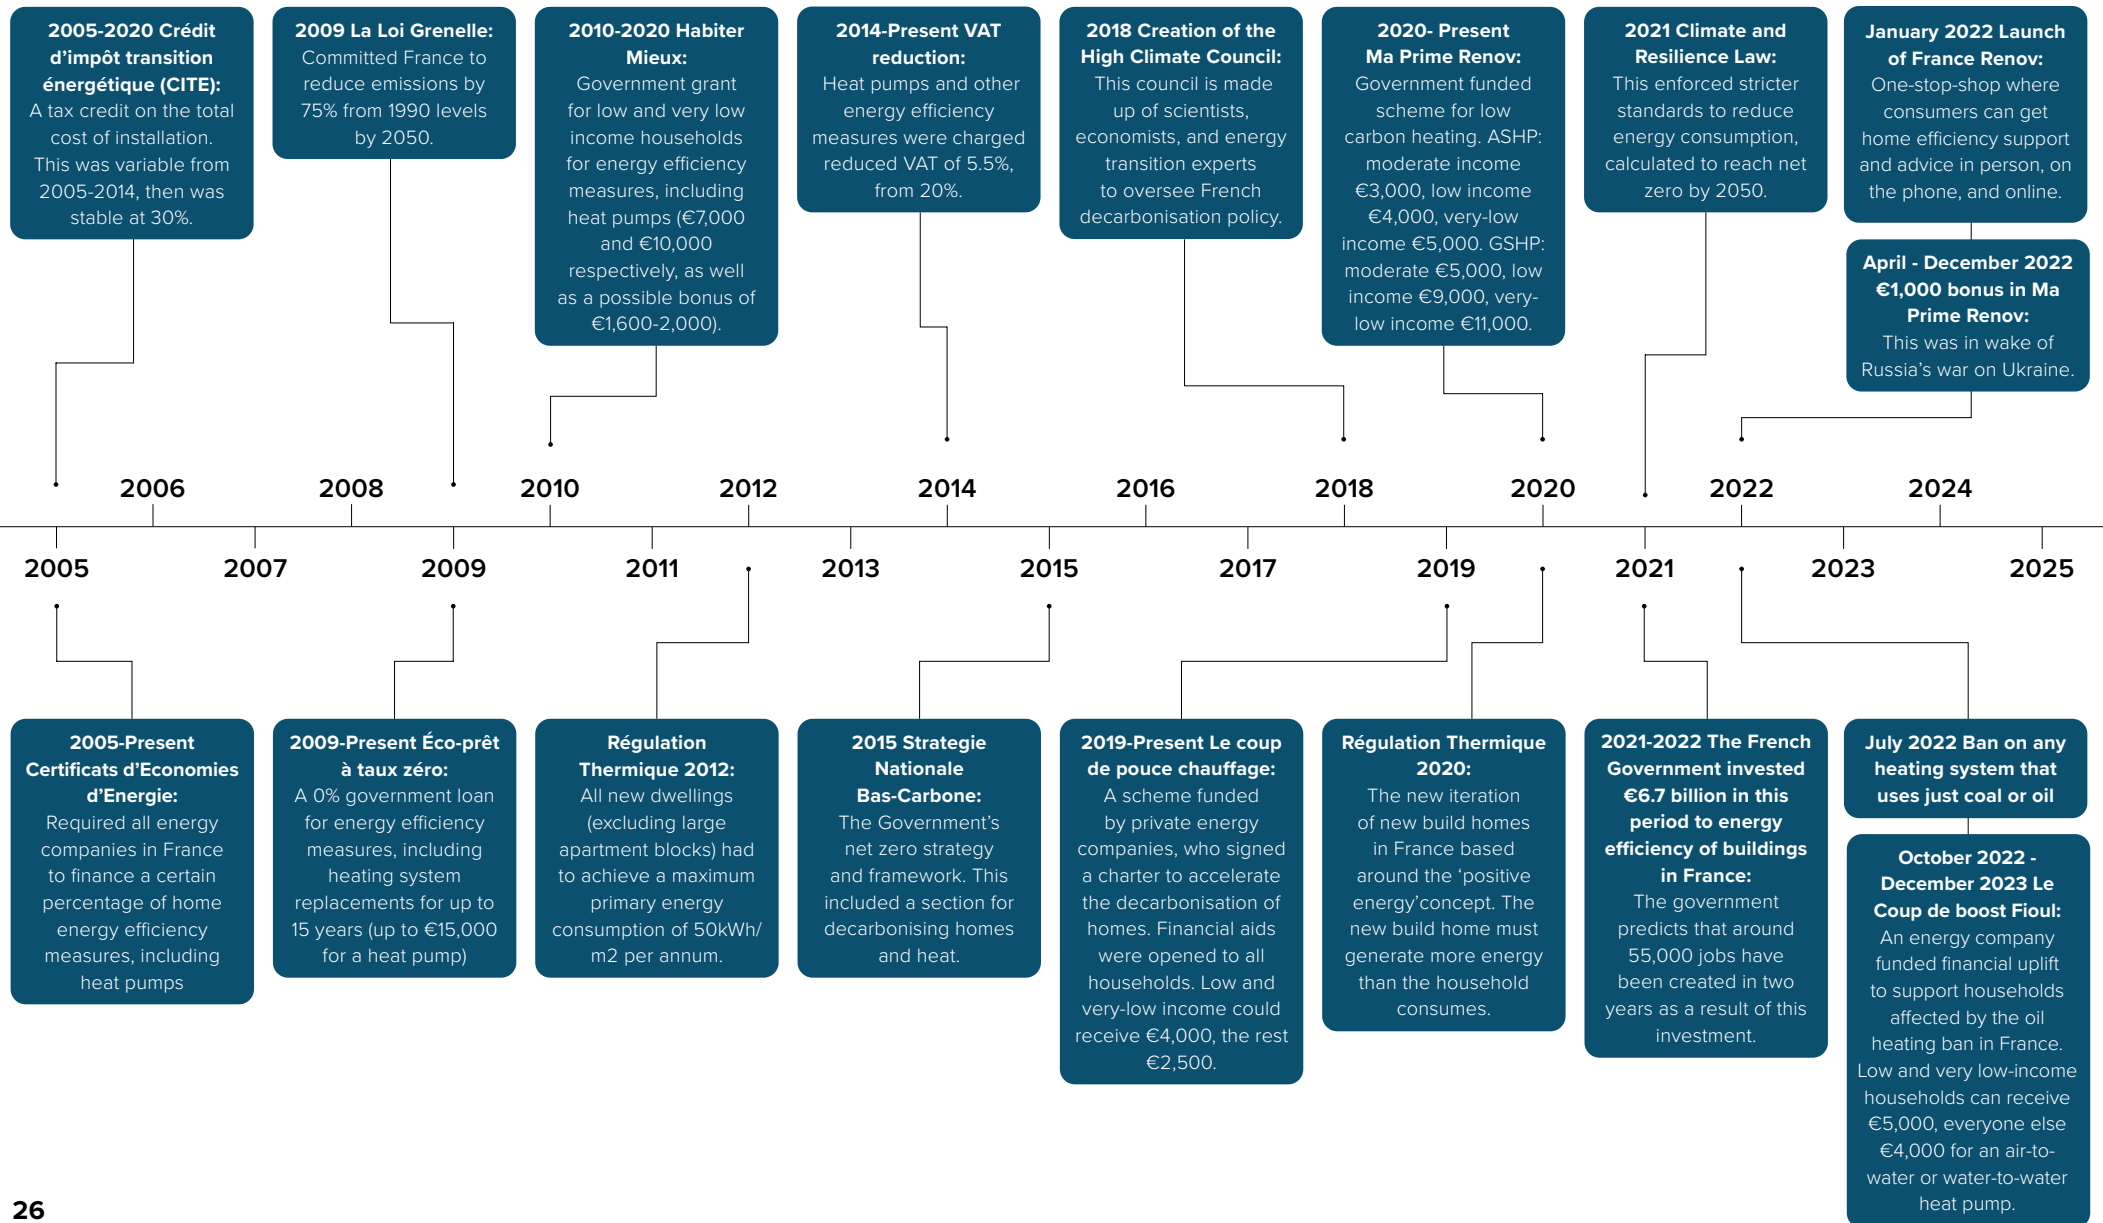 2005-2020 Crédit
d’impôt transition
énergétique (CITE):
A tax credit on the total
cost of installation.
This was variable from
2005-2014, then was
stable at 30%.
2009 La Loi Grenelle:
Committed France to
reduce emissions by
75% from 1990 levels
by 2050.
2010-2020 Habiter
Mieux:
Government grant
for low and very low
income households
for energy efficiency
measures, including
heat pumps (€7,000
and €10,000
respectively, as well
as a possible bonus of
€1,600-2,000).
2014-Present VAT
reduction:
Heat pumps and other
energy efficiency
measures were charged
reduced VAT of 5.5%,
from 20%.
2018 Creation of the
High Climate Council:
This council is made
up of scientists,
economists, and energy
transition experts
to oversee French
decarbonisation policy.
2020- Present
Ma Prime Renov:
Government funded
scheme for low
carbon heating. ASHP:
moderate income
€3,000, low income
€4,000, very-low
income €5,000. GSHP:
moderate €5,000, low
income €9,000, very-
low income €11,000.
2021 Climate and
Resilience Law:
This enforced stricter
standards to reduce
energy consumption,
calculated to reach net
zero by 2050.
January 2022 Launch
of France Renov:
One-stop-shop where
consumers can get
home efficiency support
and advice in person, on
the phone, and online.
April - December 2022
€1,000 bonus in Ma
Prime Renov:
This was in wake of
Russia’s war on Ukraine.
2006 2008 2010 2012 2014 2016 2018 2020 2022 2024
2005 2007 2009 2011 2013 2015 2017 2019 2021 2023 2025
2005-Present
Certificats d’Economies
d’Energie:
Required all energy
companies in France
to finance a certain
percentage of home
energy efficiency
measures, including
heat pumps
2009-Present Éco-prêt
à taux zéro:
A 0% government loan
for energy efficiency
measures, including
heating system
replacements for up to
15 years (up to €15,000
for a heat pump)
Régulation
Thermique 2012:
All new dwellings
(excluding large
apartment blocks) had
to achieve a maximum
primary energy
consumption of 50kWh/
m2 per annum.
2015 Strategie
Nationale
Bas-Carbone:
The Government’s
net zero strategy
and framework. This
included a section for
decarbonising homes
and heat.
2019-Present Le coup
de pouce chauffage:
A scheme funded
by private energy
companies, who signed
a charter to accelerate
the decarbonisation of
homes. Financial aids
were opened to all
households. Low and
very-low income could
receive €4,000, the rest
€2,500.
Régulation Thermique
2020:
The new iteration
of new build homes
in France based
around the ‘positive
energy’concept. The
new build home must
generate more energy
than the household
consumes.
2021-2022 The French
Government invested
€6.7 billion in this
period to energy
efficiency of buildings
in France:
The government
predicts that around
55,000 jobs have
been created in two
years as a result of this
investment.
July 2022 Ban on any
heating system that
uses just coal or oil
October 2022 -
December 2023 Le
Coup de boost Fioul:
An energy company
funded financial uplift
to support households
affected by the oil
heating ban in France.
Low and very low-income
households can receive
€5,000, everyone else
€4,000 for an air-to-
water or water-to-water
heat pump.
26